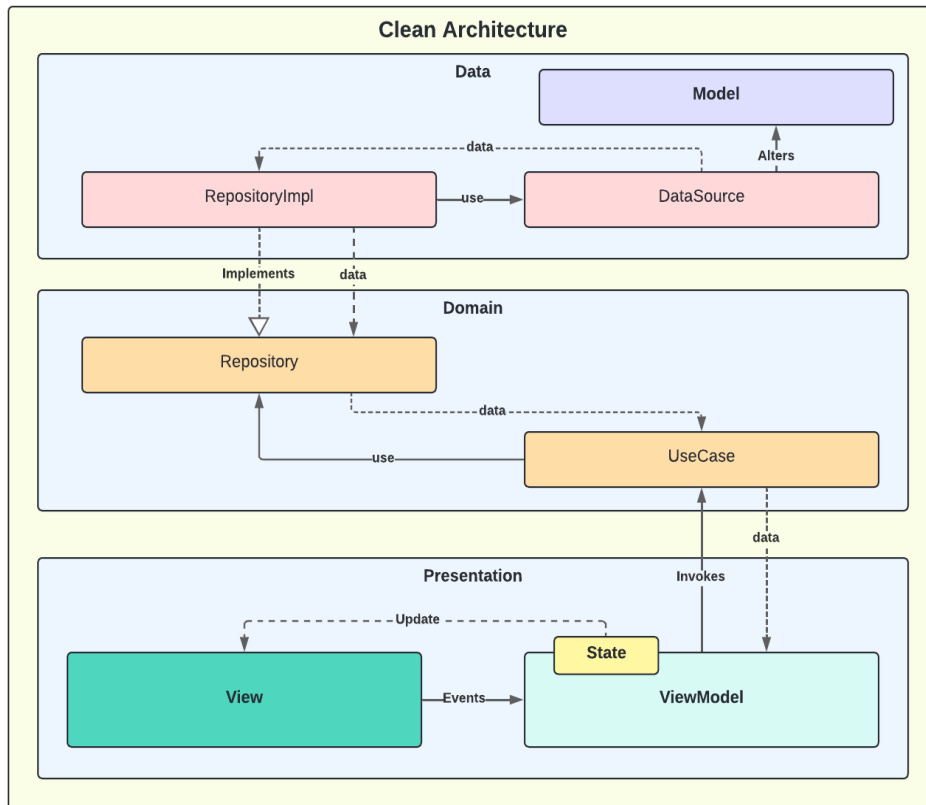 Clean Architecture
Data
Model
data
Alters
RepositoryImpl
use
DataSource
Implements
data
Domain
Repository
data
use
UseCase
data
Invokes
Presentation
Update
State
View
Events
ViewModel